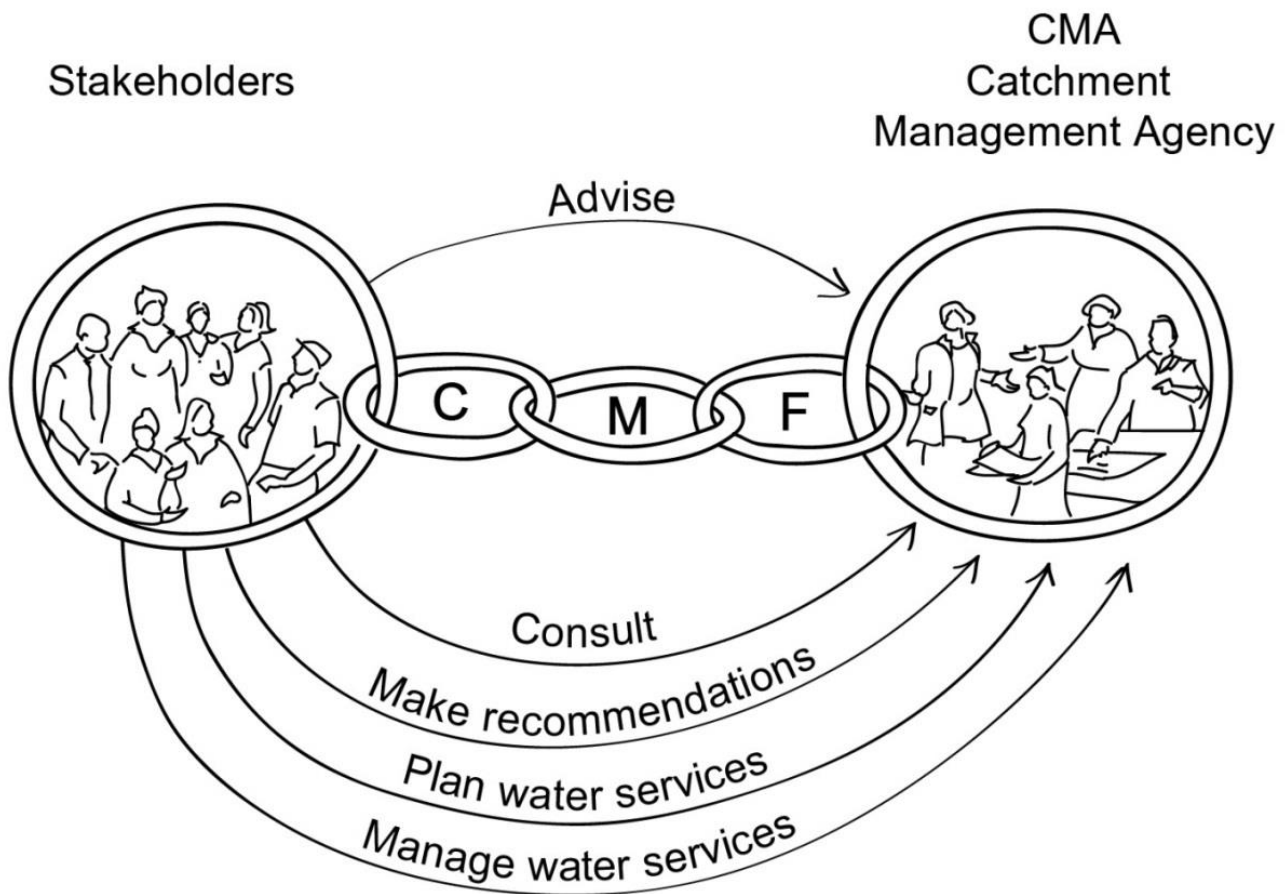 Stakeholders
CMA
Catchment
Management Agency
Advise
C
M
F
Consult
Make recommendations
Plan water services
Manage water services